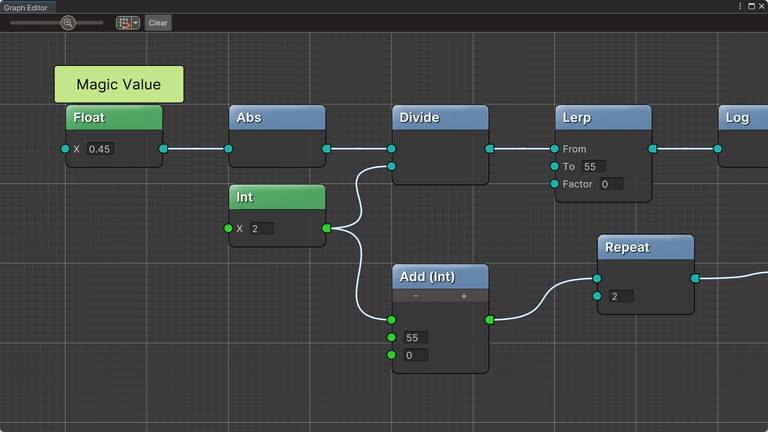 Graph Editor
Clear
Magic Value
Float
X 0.45
Abs
Divide
Lerp
From
To 55
Factor 0
Log
Int
X 2
Add (Int)
- +
55
0
Repeat
2